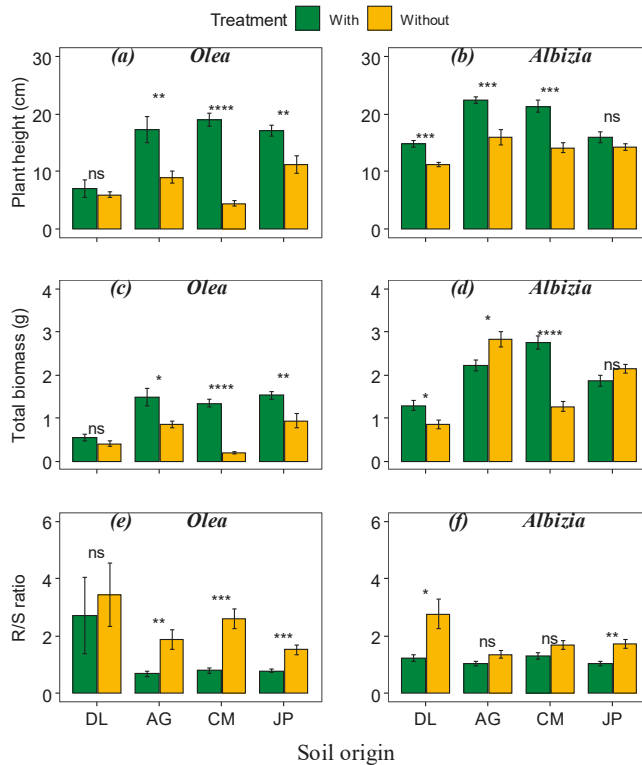 Treatment With Without
(a) Olea
(b) Albizia
Plant height (cm)
30
20
10
0
ns
**
****
**
30
20
10
0
***
***
***
ns
(c) Olea
(d) Albizia
Total biomass (g)
4
3
2
1
0
ns
*
****
**
4
3
2
1
0
*
*
****
ns
(e) Olea
(f) Albizia
R/S ratio
6
4
2
0
ns
**
***
***
6
4
2
0
*
ns
ns
**
DL AG CM JP
DL AG CM JP
Soil origin